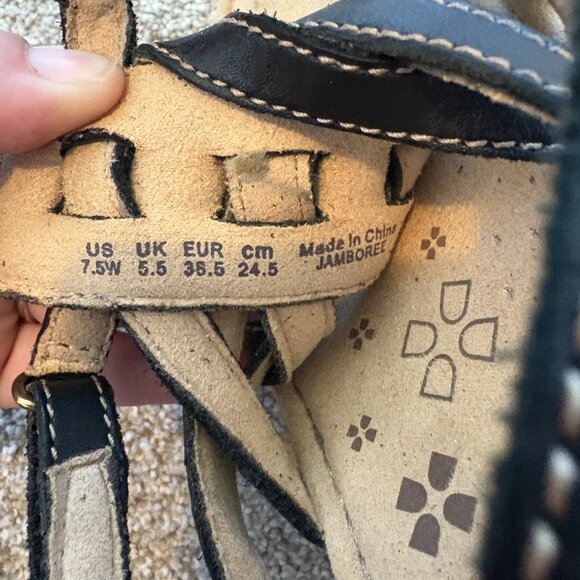 US UK EUR cm
7.5W 5.5 38.5 24.5
Made In China
JAMBOREE